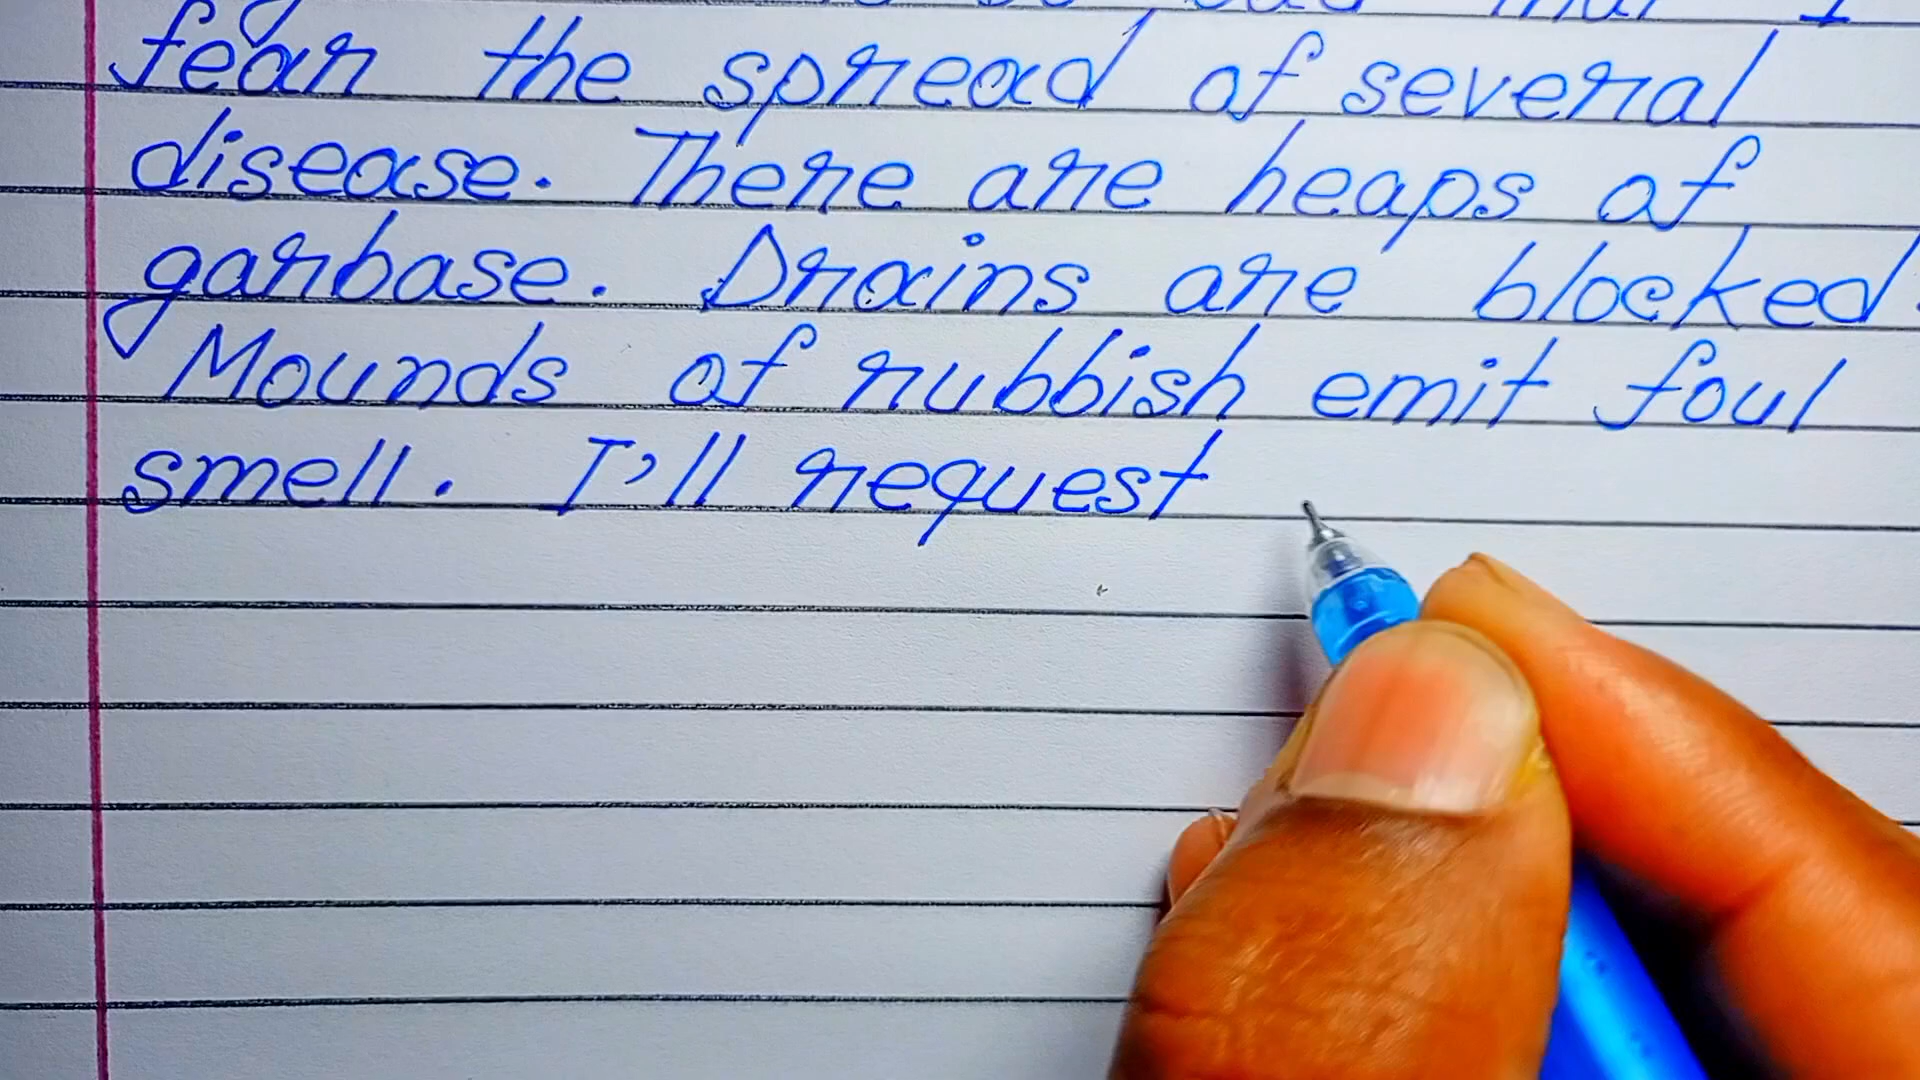 that I
fear the spread of several
disease. There are heaps of
garbase. Drains are blocked.
Mounds of rubbish emit foul
smell. I'll request